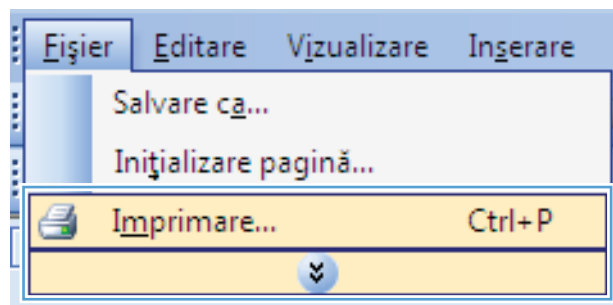 Fişier Editare Vizualizare Inserare
Salvare ca...
Iniţializare pagină...
Imprimare... Ctrl+P